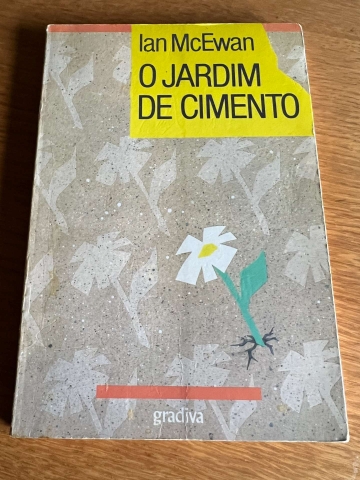 Ian McEwan
O JARDIM
DE CIMENTO
gradiva